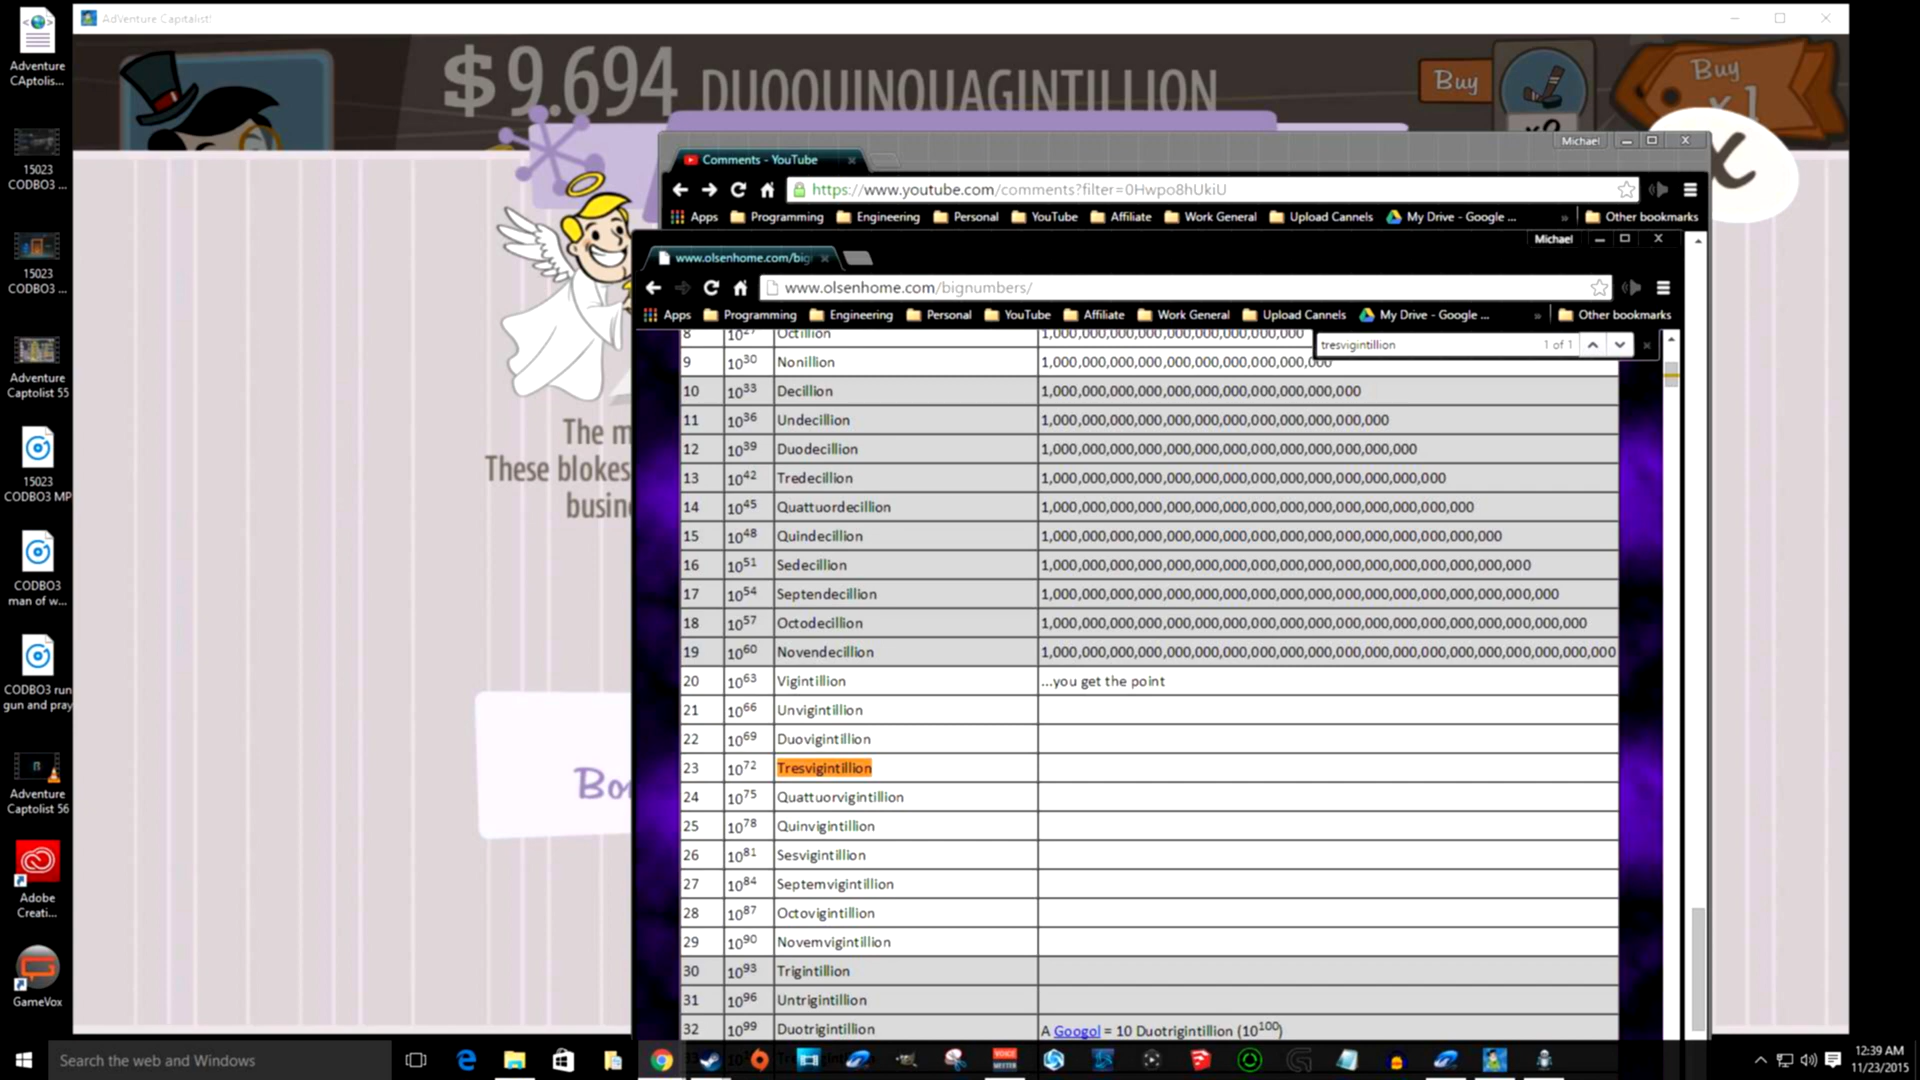 AdVenture Capitalist!
$9.694 DUOQUINQUAGINTILLION
Buy
Buy
x1
x0
x
Adventure
CAptolis...
15023
CODBO3 ...
15023
CODBO3 ...
Adventure
Captolist 55
15023
CODBO3 MP
CODBO3
man of w...
CODBO3 run
gun and pray
Adventure
Captolist 56
Adobe
Creati...
GameVox
The m
These blokes
busin
Bo
Michael
Comments - YouTube
https://www.youtube.com/comments?filter=0Hwpo8hUkiU
Apps Programming Engineering Personal YouTube Affiliate Work General Upload Cannels My Drive - Google ... » Other bookmarks
Michael
www.olsenhome.com/big
www.olsenhome.com/bignumbers/
Apps Programming Engineering Personal YouTube Affiliate Work General Upload Cannels My Drive - Google ... » Other bookmarks
tresvigintillion 1 of 1
8 10^27 Octillion 1,000,000,000,000,000,000,000,000,000
9 10^30 Nonillion 1,000,000,000,000,000,000,000,000,000,000
10 10^33 Decillion 1,000,000,000,000,000,000,000,000,000,000,000
11 10^36 Undecillion 1,000,000,000,000,000,000,000,000,000,000,000,000
12 10^39 Duodecillion 1,000,000,000,000,000,000,000,000,000,000,000,000,000
13 10^42 Tredecillion 1,000,000,000,000,000,000,000,000,000,000,000,000,000,000
14 10^45 Quattuordecillion 1,000,000,000,000,000,000,000,000,000,000,000,000,000,000,000
15 10^48 Quindecillion 1,000,000,000,000,000,000,000,000,000,000,000,000,000,000,000,000
16 10^51 Sedecillion 1,000,000,000,000,000,000,000,000,000,000,000,000,000,000,000,000,000
17 10^54 Septendecillion 1,000,000,000,000,000,000,000,000,000,000,000,000,000,000,000,000,000,000
18 10^57 Octodecillion 1,000,000,000,000,000,000,000,000,000,000,000,000,000,000,000,000,000,000,000
19 10^60 Novendecillion 1,000,000,000,000,000,000,000,000,000,000,000,000,000,000,000,000,000,000,000,000
20 10^63 Vigintillion ...you get the point
21 10^66 Unvigintillion
22 10^69 Duovigintillion
23 10^72 Tresvigintillion
24 10^75 Quattuorvigintillion
25 10^78 Quinvigintillion
26 10^81 Sesvigintillion
27 10^84 Septemvigintillion
28 10^87 Octovigintillion
29 10^90 Novemvigintillion
30 10^93 Trigintillion
31 10^96 Untrigintillion
32 10^99 Duotrigintillion A Googol = 10 Duotrigintillion (10^100)
Search the web and Windows
12:39 AM
11/23/2015